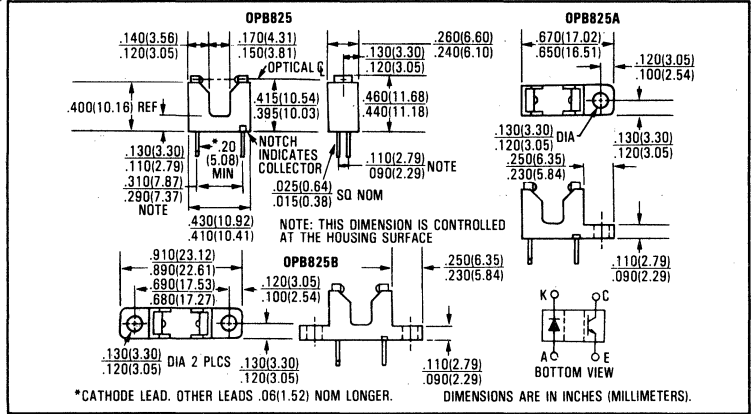 OPB825
OPB825A
.140(3.56)
.120(3.05)
.170(4.31)
.150(3.81)
.260(6.60)
.240(6.10)
.670(17.02)
.650(16.51)
.130(3.30)
.120(3.05)
.120(3.05)
.100(2.54)
OPTICAL ℄
.400(10.16) REF
.415(10.54)
.395(10.03)
.460(11.68)
.440(11.18)
.130(3.30) DIA
.120(3.05)
.130(3.30)
.120(3.05)
*.20
(5.08)
MIN
NOTCH
INDICATES
COLLECTOR
.130(3.30)
.110(2.79)
.310(7.87)
.290(7.37)
NOTE
.110(2.79) NOTE
.090(2.29)
.025(0.64) SQ NOM
.015(0.38)
.250(6.35)
.230(5.84)
.430(10.92)
.410(10.41)
NOTE: THIS DIMENSION IS CONTROLLED
AT THE HOUSING SURFACE
.110(2.79)
.090(2.29)
.910(23.12)
.890(22.61)
.690(17.53)
.680(17.27)
OPB825B
.120(3.05)
.100(2.54)
.250(6.35)
.230(5.84)
K
C
A
E
BOTTOM VIEW
.130(3.30) DIA 2 PLCS
.120(3.05)
.130(3.30)
.120(3.05)
.110(2.79)
.090(2.29)
*CATHODE LEAD. OTHER LEADS .06(1.52) NOM LONGER.
DIMENSIONS ARE IN INCHES (MILLIMETERS).